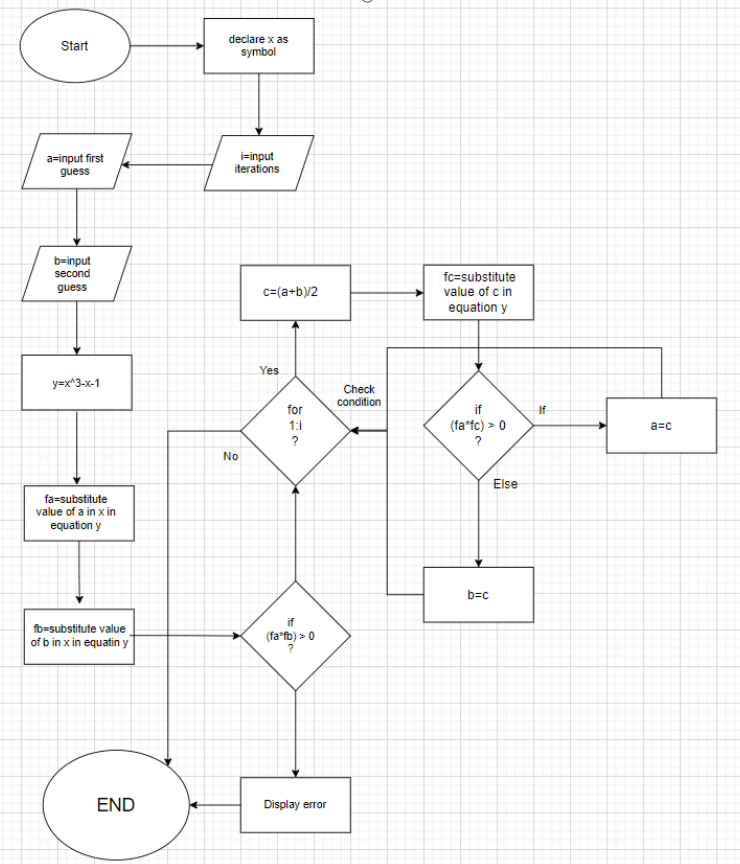 Start
declare x as
symbol
i=input
iterations
a=input first
guess
b=input
second
guess
y=x^3-x-1
fa=substitute
value of a in x in
equation y
fb=substitute value
of b in x in equatin y
if
(fa*fb) > 0
?
Display error
END
for
1:i
?
Yes
No
Check
condition
c=(a+b)/2
fc=substitute
value of c in
equation y
if
(fa*fc) > 0
?
If
Else
a=c
b=c